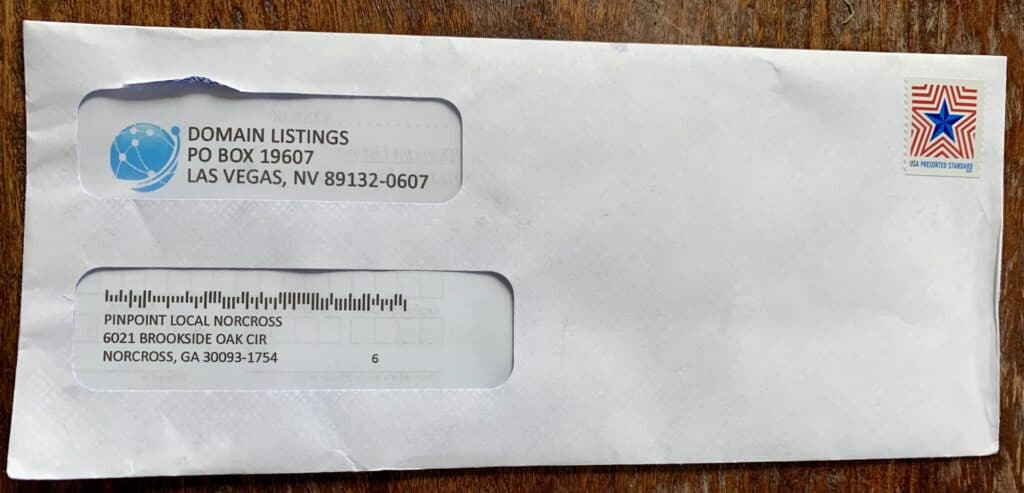 DOMAIN LISTINGS
PO BOX 19607
LAS VEGAS, NV 89132-0607
USA PRESORTED STANDARD
PINPOINT LOCAL NORCROSS
6021 BROOKSIDE OAK CIR
NORCROSS, GA 30093-1754 6